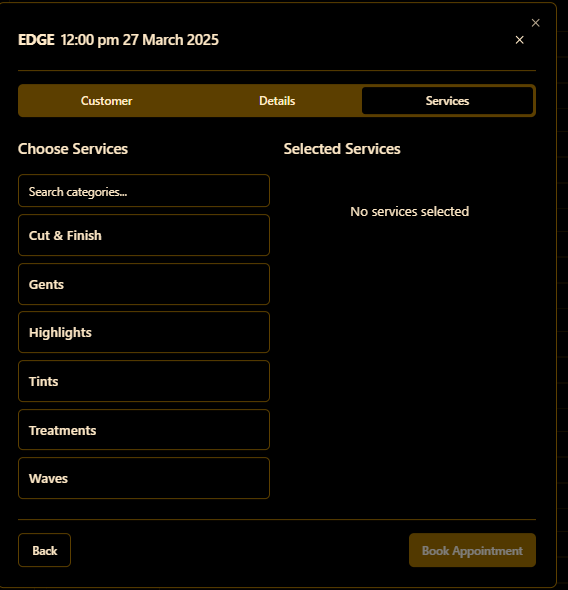 EDGE 12:00 pm 27 March 2025
Customer
Details
Services
Choose Services
Selected Services
Search categories...
No services selected
Cut & Finish
Gents
Highlights
Tints
Treatments
Waves
Back
Book Appointment